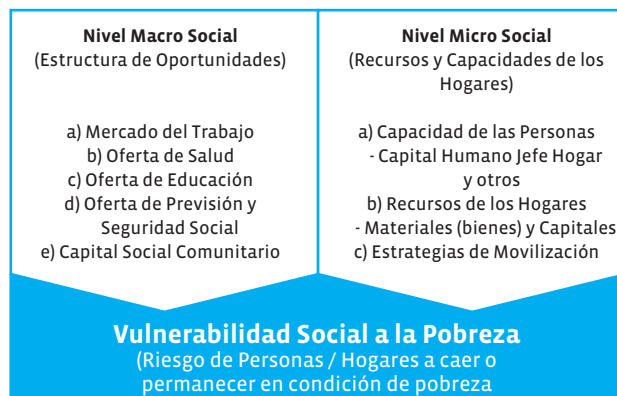 Nivel Macro Social
(Estructura de Oportunidades)
a) Mercado del Trabajo
b) Oferta de Salud
c) Oferta de Educación
d) Oferta de Previsión y
Seguridad Social
e) Capital Social Comunitario
Nivel Micro Social
(Recursos y Capacidades de los
Hogares)
a) Capacidad de las Personas
- Capital Humano Jefe Hogar
y otros
b) Recursos de los Hogares
- Materiales (bienes) y Capitales
c) Estrategias de Movilización
Vulnerabilidad Social a la Pobreza
(Riesgo de Personas / Hogares a caer o
permanecer en condición de pobreza